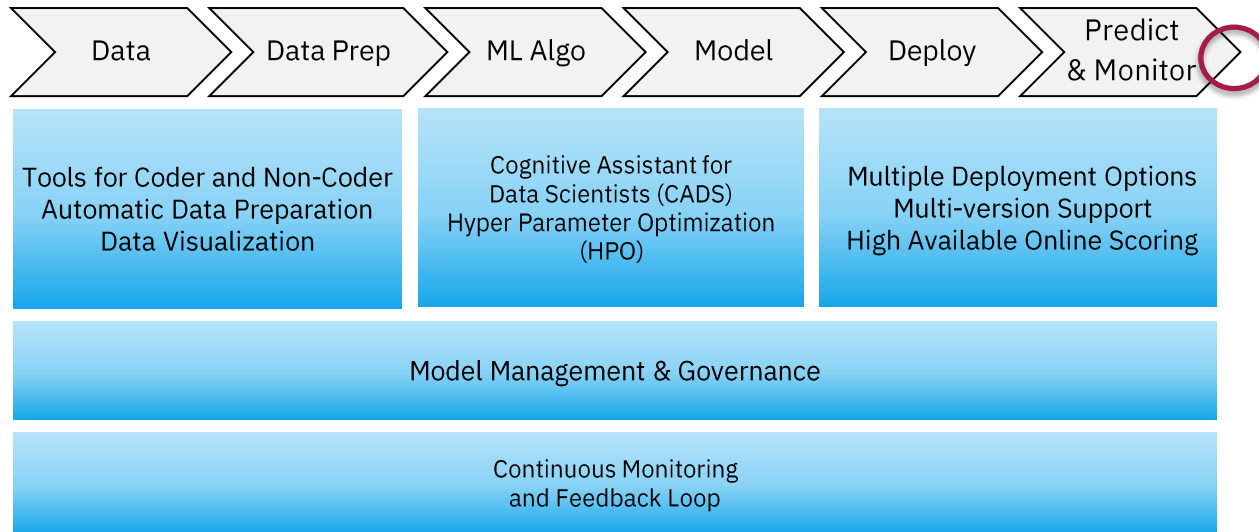 Data
Data Prep
ML Algo
Model
Deploy
Predict
& Monitor
Tools for Coder and Non-Coder
Automatic Data Preparation
Data Visualization
Cognitive Assistant for
Data Scientists (CADS)
Hyper Parameter Optimization
(HPO)
Multiple Deployment Options
Multi-version Support
High Available Online Scoring
Model Management & Governance
Continuous Monitoring
and Feedback Loop